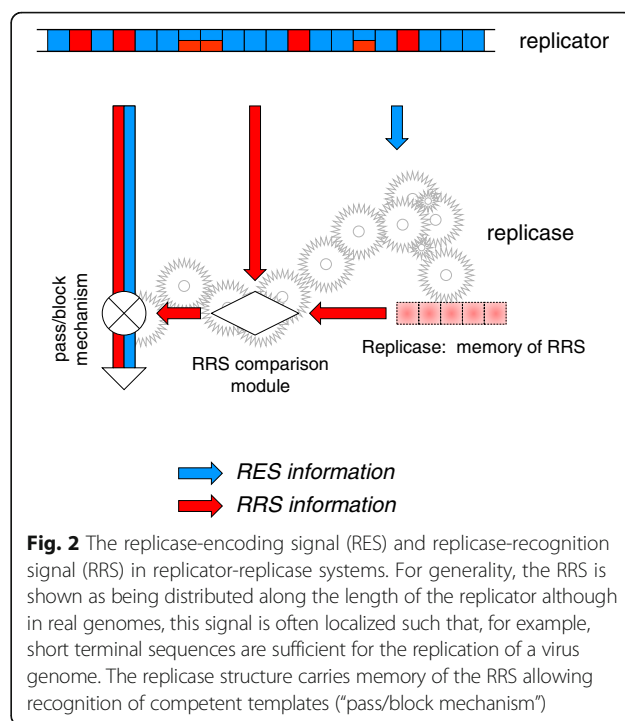 replicator
replicase
pass/block
mechanism
RRS comparison
module
Replicase: memory of RRS
RES information
RRS information
Fig. 2 The replicase-encoding signal (RES) and replicase-recognition
signal (RRS) in replicator-replicase systems. For generality, the RRS is
shown as being distributed along the length of the replicator although
in real genomes, this signal is often localized such that, for example,
short terminal sequences are sufficient for the replication of a virus
genome. The replicase structure carries memory of the RRS allowing
recognition of competent templates (“pass/block mechanism”)